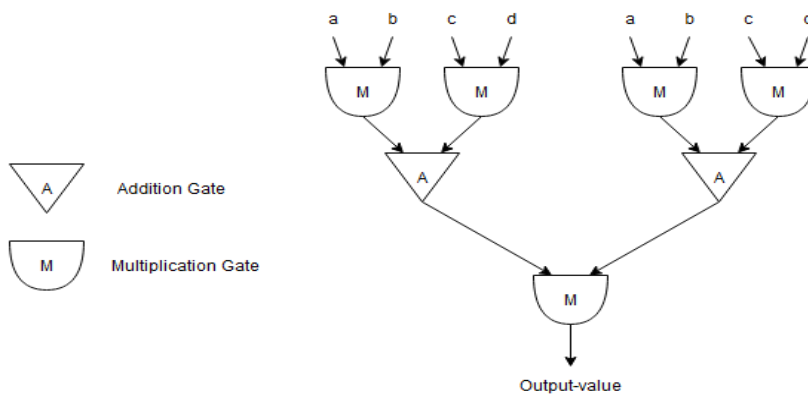 a b c d a b c d
M M M M
A A
A Addition Gate
M Multiplication Gate
M
Output-value